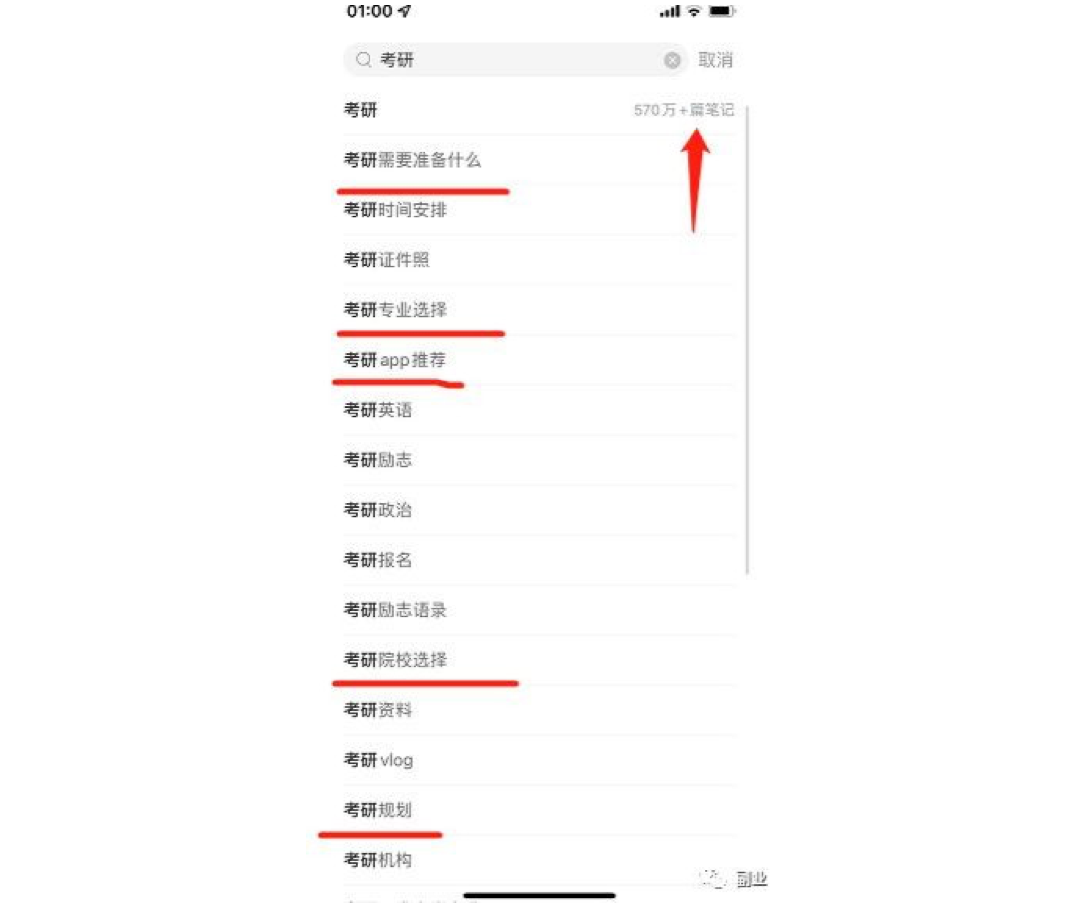 01:00
考研
取消
考研 570万+篇笔记
考研需要准备什么
考研时间安排
考研证件照
考研专业选择
考研app推荐
考研英语
考研励志
考研政治
考研报名
考研励志语录
考研院校选择
考研资料
考研vlog
考研规划
考研机构
副业